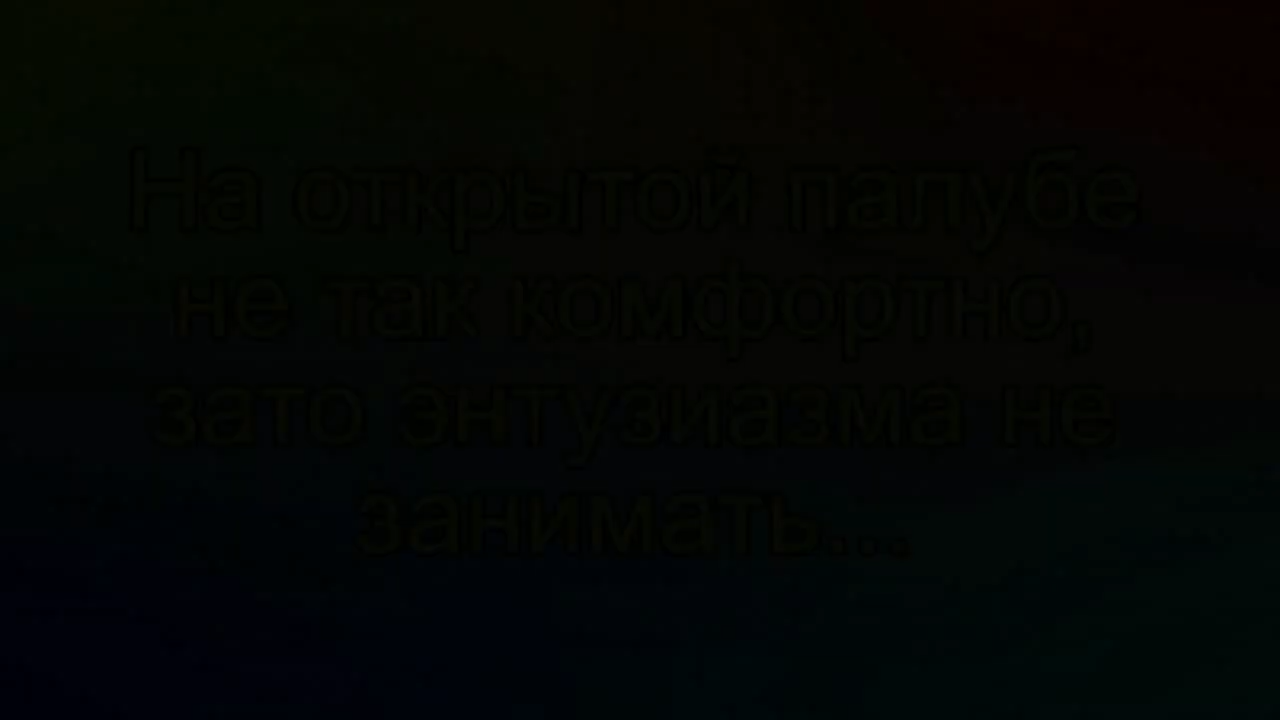 На открытой палубе
не так комфортно,
зато энтузиазма не
занимать...